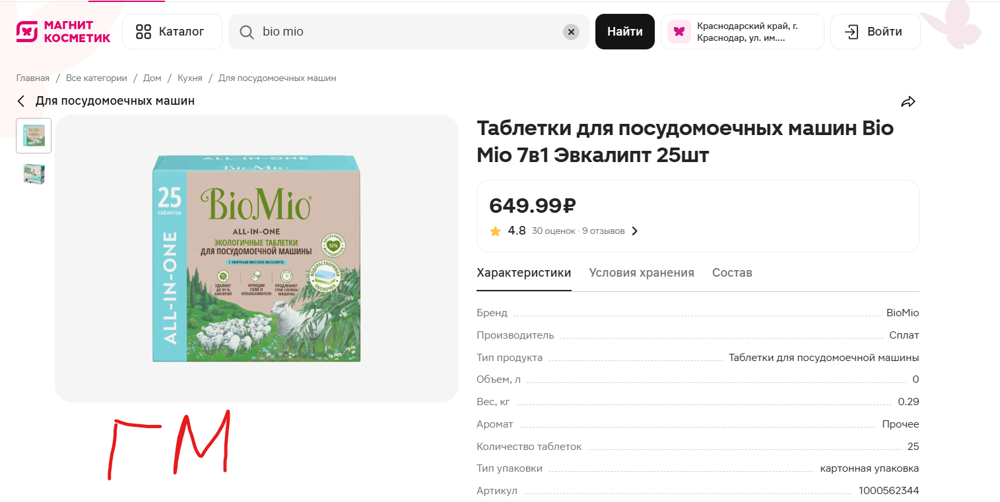 МАГНИТ
КОСМЕТИК
Каталог
bio mio
Найти
Краснодарский край, г.
Краснодар, ул. им....
Войти
Главная / Все категории / Дом / Кухня / Для посудомоечных машин
Для посудомоечных машин
Таблетки для посудомоечных машин Bio
Mio 7в1 Эвкалипт 25шт
649.99₽
4.8 30 оценок · 9 отзывов
Характеристики Условия хранения Состав
Бренд BioMio
Производитель Сплат
Тип продукта Таблетки для посудомоечной машины
Объем, л 0
Вес, кг 0.29
Аромат Прочее
Количество таблеток 25
Тип упаковки картонная упаковка
Артикул 1000562344
ALL-IN-ONE
BioMio
25
таблеток
ALL-IN-ONE
BioMio
ALL-IN-ONE
ЭКОЛОГИЧНЫЕ ТАБЛЕТКИ
ДЛЯ ПОСУДОМОЕЧНОЙ МАШИНЫ
С ЭФИРНЫМ МАСЛОМ ЭВКАЛИПТА
НАТУРАЛЬНЫХ
92%
ИНГРЕДИЕНТОВ
ВОДОРАСТВОРИМАЯ
ОБОЛОЧКА
УДАЛЯЮТ
ДО 99 %
БАКТЕРИЙ
ФУНКЦИИ
СОЛИ И
ОПОЛАСКИВАТЕЛЯ
ПРОДЛЕВАЮТ
СРОК СЛУЖБЫ
МАШИНЫ
ГМ